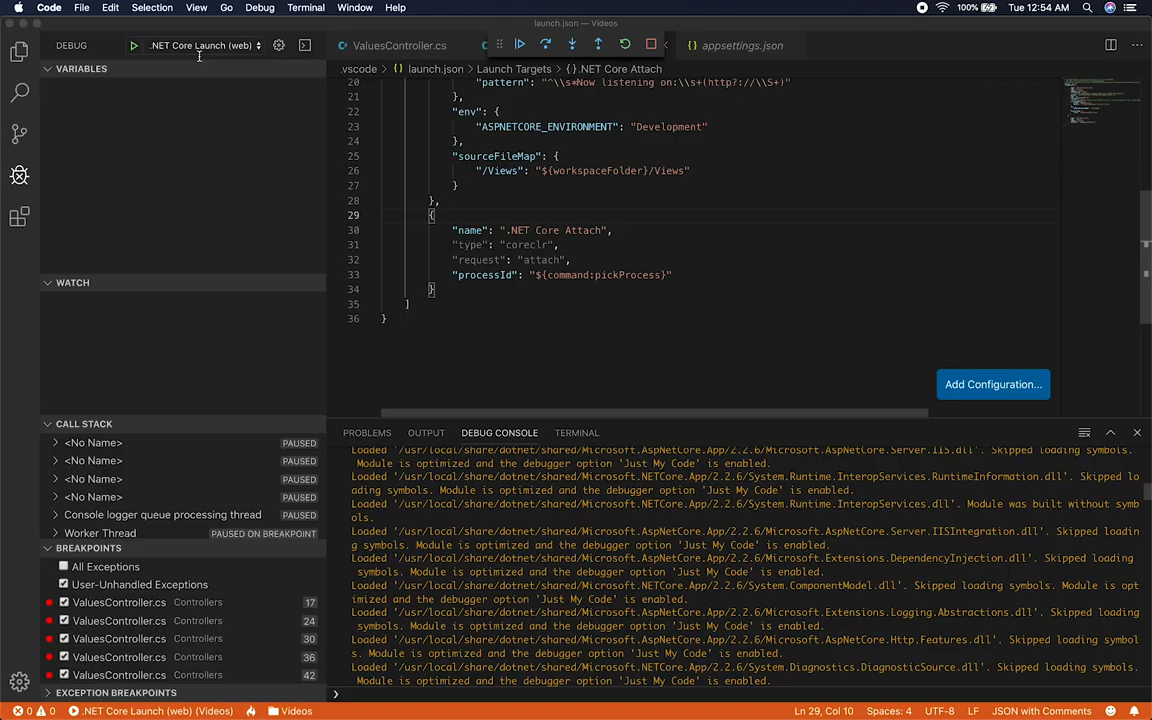 Code File Edit Selection View Go Debug Terminal Window Help 100% Tue 12:54 AM
launch.json — Videos
DEBUG .NET Core Launch (web)
ValuesController.cs
appsettings.json
.vscode > {} launch.json > Launch Targets > {} .NET Core Attach
VARIABLES
20 "pattern": "^\\s*Now listening on:\\s+(http?://\\S+)"
21 },
22 "env": {
23 "ASPNETCORE_ENVIRONMENT": "Development"
24 },
25 "sourceFileMap": {
26 "/Views": "${workspaceFolder}/Views"
27 }
28 },
29 {
30 "name": ".NET Core Attach",
31 "type": "coreclr",
32 "request": "attach",
33 "processId": "${command:pickProcess}"
34 }
35 ]
36 }
Add Configuration...
WATCH
CALL STACK
<No Name> PAUSED
<No Name> PAUSED
<No Name> PAUSED
<No Name> PAUSED
Console logger queue processing thread PAUSED
Worker Thread PAUSED ON BREAKPOINT
BREAKPOINTS
All Exceptions
User-Unhandled Exceptions
ValuesController.cs Controllers 17
ValuesController.cs Controllers 24
ValuesController.cs Controllers 30
ValuesController.cs Controllers 36
ValuesController.cs Controllers 42
EXCEPTION BREAKPOINTS
PROBLEMS OUTPUT DEBUG CONSOLE TERMINAL
Loaded '/usr/local/share/dotnet/shared/Microsoft.AspNetCore.App/2.2.6/Microsoft.AspNetCore.Server.IIS.dll'. Skipped loading symbols.
Module is optimized and the debugger option 'Just My Code' is enabled.
Loaded '/usr/local/share/dotnet/shared/Microsoft.NETCore.App/2.2.6/System.Runtime.InteropServices.RuntimeInformation.dll'. Skipped lo
ading symbols. Module is optimized and the debugger option 'Just My Code' is enabled.
Loaded '/usr/local/share/dotnet/shared/Microsoft.NETCore.App/2.2.6/System.Runtime.InteropServices.dll'. Module was built without symb
ols.
Loaded '/usr/local/share/dotnet/shared/Microsoft.AspNetCore.App/2.2.6/Microsoft.AspNetCore.Server.IISIntegration.dll'. Skipped loadin
g symbols. Module is optimized and the debugger option 'Just My Code' is enabled.
Loaded '/usr/local/share/dotnet/shared/Microsoft.AspNetCore.App/2.2.6/Microsoft.Extensions.DependencyInjection.dll'. Skipped loading
symbols. Module is optimized and the debugger option 'Just My Code' is enabled.
Loaded '/usr/local/share/dotnet/shared/Microsoft.NETCore.App/2.2.6/System.ComponentModel.dll'. Skipped loading symbols. Module is opt
imized and the debugger option 'Just My Code' is enabled.
Loaded '/usr/local/share/dotnet/shared/Microsoft.AspNetCore.App/2.2.6/Microsoft.Extensions.Logging.Abstractions.dll'. Skipped loading
symbols. Module is optimized and the debugger option 'Just My Code' is enabled.
Loaded '/usr/local/share/dotnet/shared/Microsoft.AspNetCore.App/2.2.6/Microsoft.AspNetCore.Http.Features.dll'. Skipped loading symbol
s. Module is optimized and the debugger option 'Just My Code' is enabled.
Loaded '/usr/local/share/dotnet/shared/Microsoft.NETCore.App/2.2.6/System.Diagnostics.DiagnosticSource.dll'. Skipped loading symbols.
Module is optimized and the debugger option 'Just My Code' is enabled.
0 0 .NET Core Launch (web) (Videos) Videos Ln 29, Col 10 Spaces: 4 UTF-8 LF JSON with Comments